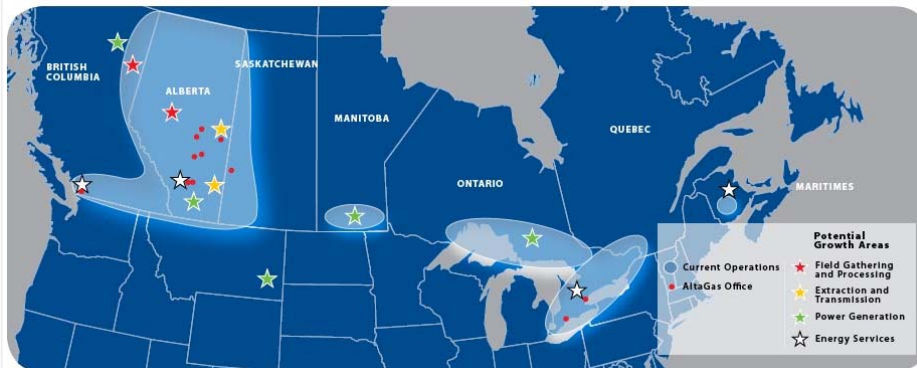 BRITISH
COLUMBIA
ALBERTA
SASKATCHEWAN
MANITOBA
ONTARIO
QUEBEC
MARITIMES
Current Operations
AltaGas Office
Potential
Growth Areas
Field Gathering
and Processing
Extraction and
Transmission
Power Generation
Energy Services